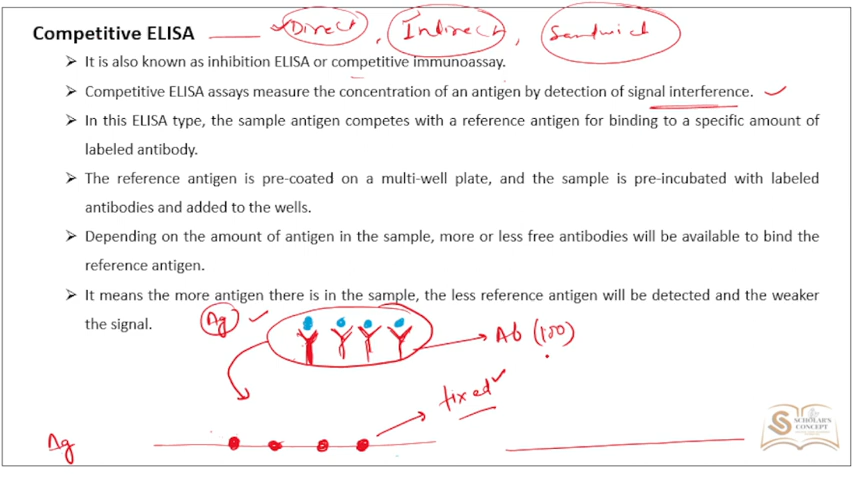 Competitive ELISA Direct, Indirect, Sandwich
➤ It is also known as inhibition ELISA or competitive immunoassay.
➤ Competitive ELISA assays measure the concentration of an antigen by detection of signal interference.
➤ In this ELISA type, the sample antigen competes with a reference antigen for binding to a specific amount of
labeled antibody.
➤ The reference antigen is pre-coated on a multi-well plate, and the sample is pre-incubated with labeled
antibodies and added to the wells.
➤ Depending on the amount of antigen in the sample, more or less free antibodies will be available to bind the
reference antigen.
➤ It means the more antigen there is in the sample, the less reference antigen will be detected and the weaker
the signal.
Ag
Ab (100)
fixed
Ag
SCHOLAR'S
CONCEPT